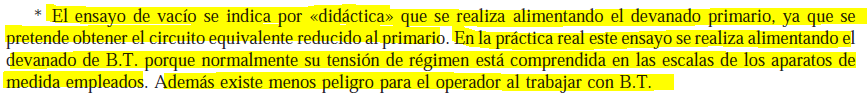 * El ensayo de vacío se indica por «didáctica» que se realiza alimentando el devanado primario, ya que se
pretende obtener el circuito equivalente reducido al primario. En la práctica real este ensayo se realiza alimentando el
devanado de B.T. porque normalmente su tensión de régimen está comprendida en las escalas de los aparatos de
medida empleados. Además existe menos peligro para el operador al trabajar con B.T.